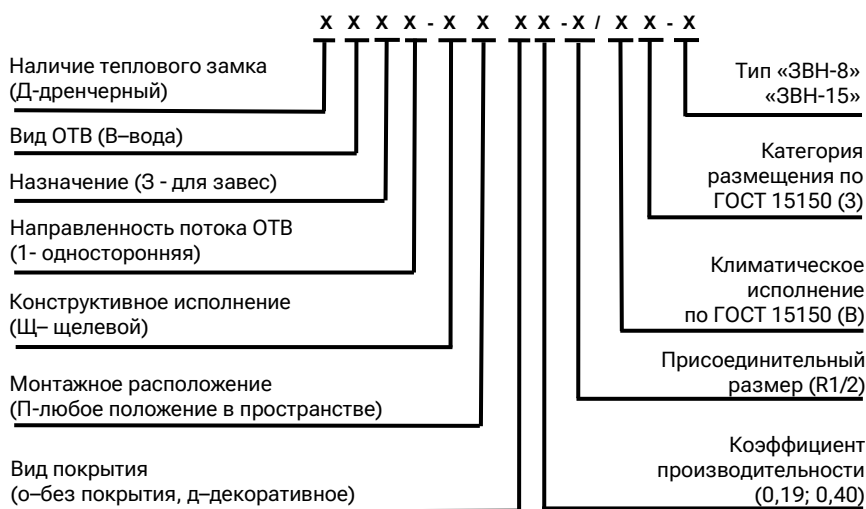 X X X X - X X X X - X / X X - X
Наличие теплового замка
(Д-дренчерный)
Вид ОТВ (В–вода)
Назначение (З - для завес)
Направленность потока ОТВ
(1- односторонняя)
Конструктивное исполнение
(Щ– щелевой)
Монтажное расположение
(П-любое положение в пространстве)
Вид покрытия
(о–без покрытия, д–декоративное)
Тип «ЗВН-8»
«ЗВН-15»
Категория
размещения по
ГОСТ 15150 (3)
Климатическое
исполнение
по ГОСТ 15150 (В)
Присоединительный
размер (R1/2)
Коэффициент
производительности
(0,19; 0,40)